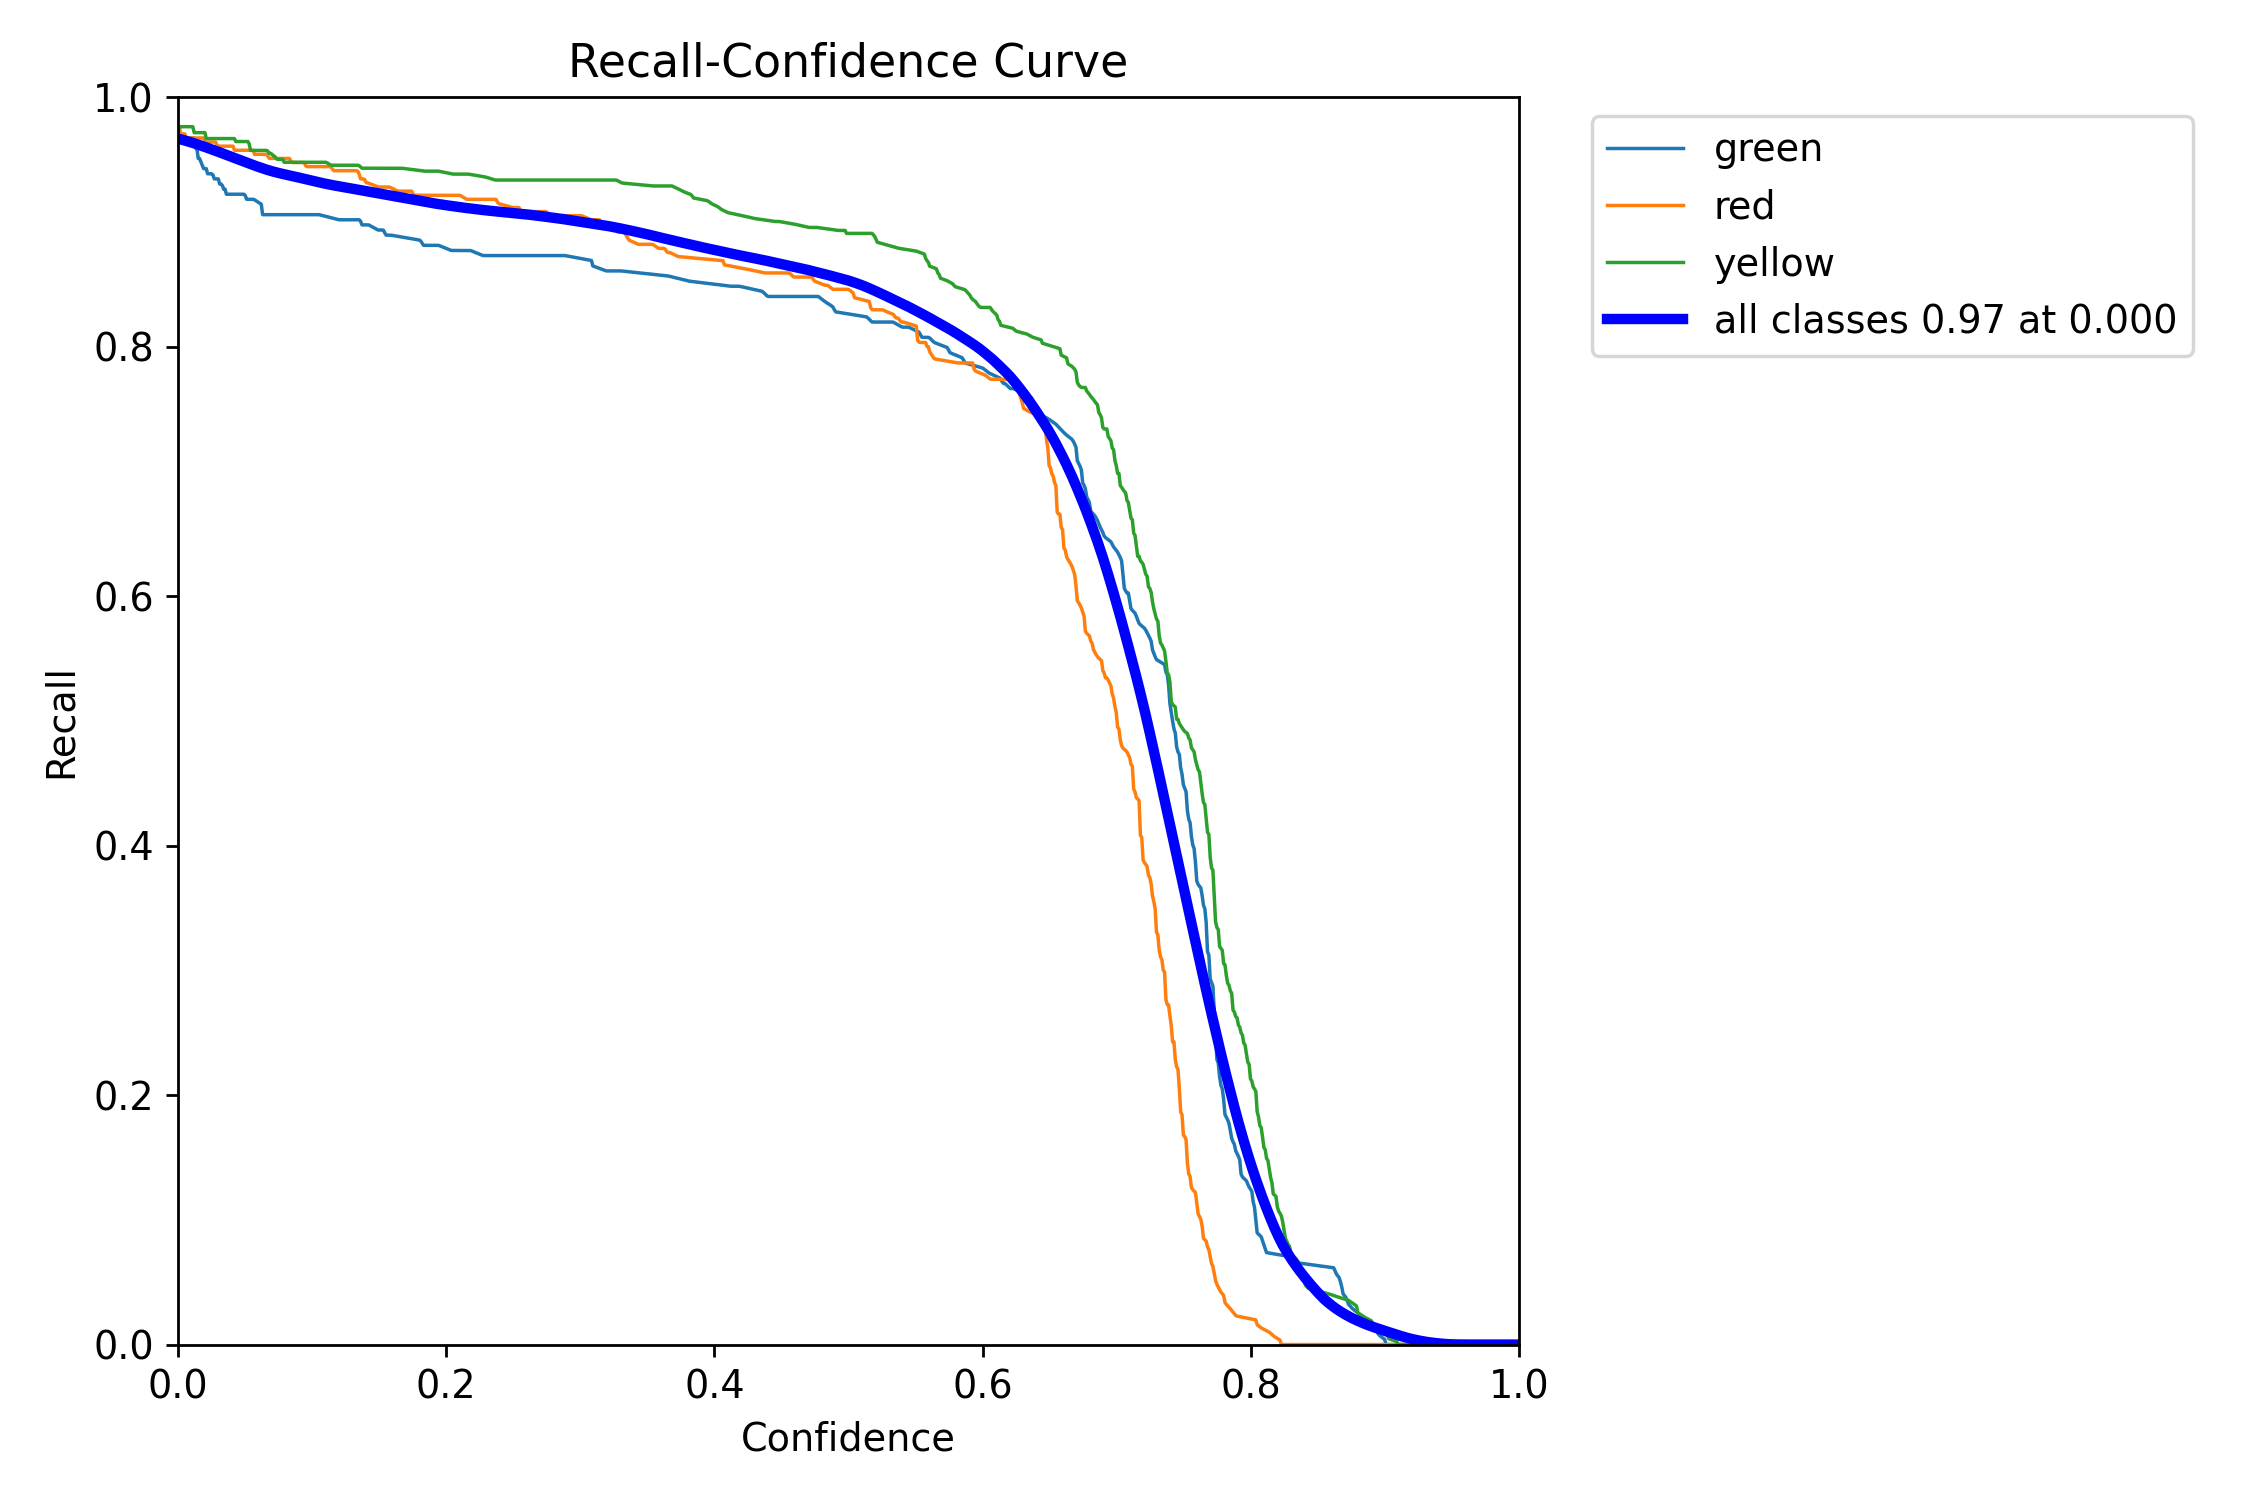 Recall-Confidence Curve
1.0
0.8
0.6
0.4
0.2
0.0
Recall
0.0 0.2 0.4 0.6 0.8 1.0
Confidence
green
red
yellow
all classes 0.97 at 0.000